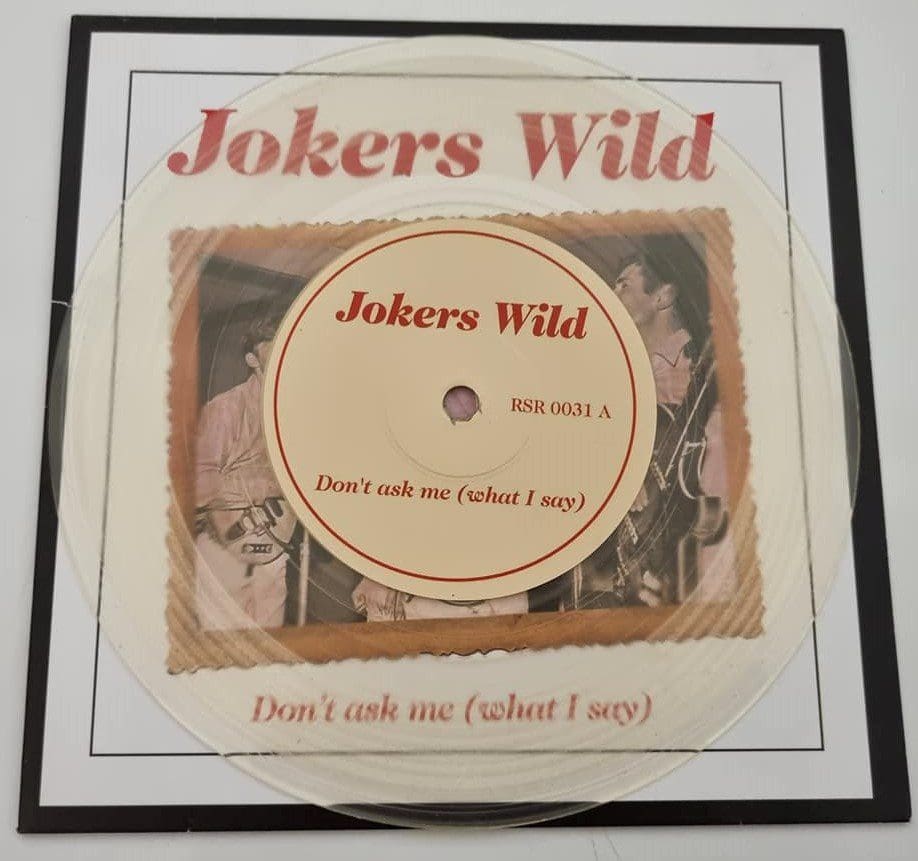 Jokers Wild
Jokers Wild
RSR 0031 A
Don't ask me (what I say)
Don't ask me (what I say)